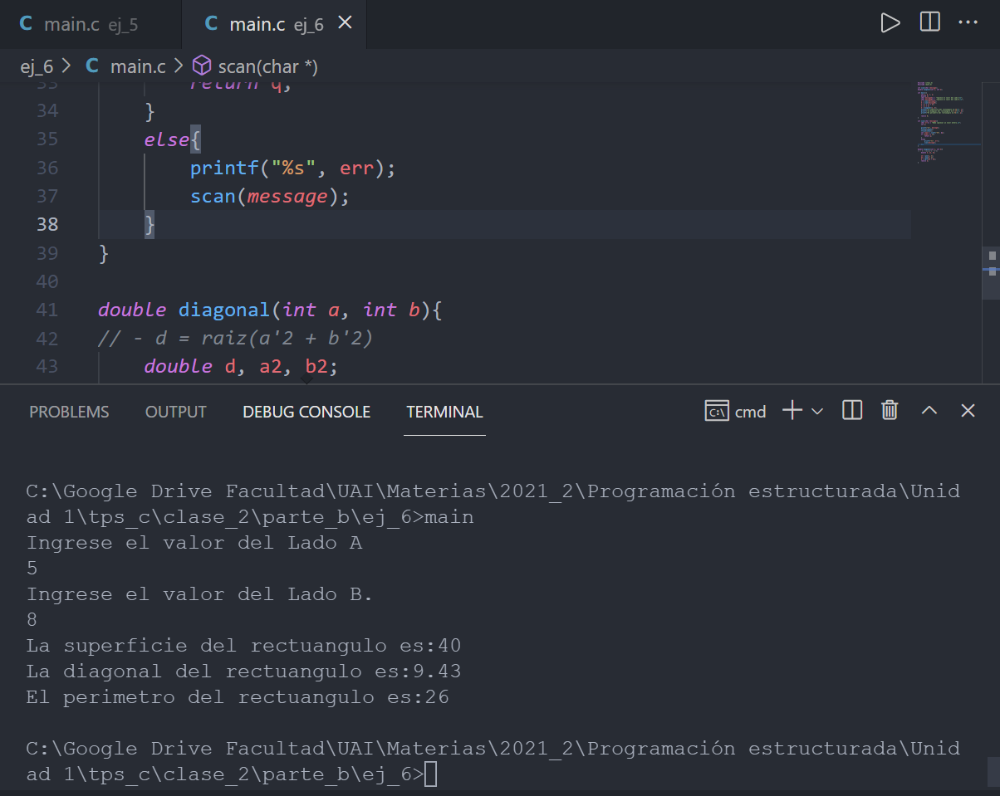 C main.c ej_5 C main.c ej_6
ej_6 > C main.c > scan(char *)
33 return q;
34 }
35 else{
36 printf("%s", err);
37 scan(message);
38 }
39 }
40
41 double diagonal(int a, int b){
42 // - d = raiz(a'2 + b'2)
43 double d, a2, b2;
PROBLEMS OUTPUT DEBUG CONSOLE TERMINAL cmd
C:\Google Drive Facultad\UAI\Materias\2021_2\Programación estructurada\Unid
ad 1\tps_c\clase_2\parte_b\ej_6>main
Ingrese el valor del Lado A
5
Ingrese el valor del Lado B.
8
La superficie del rectuangulo es:40
La diagonal del rectuangulo es:9.43
El perimetro del rectuangulo es:26
C:\Google Drive Facultad\UAI\Materias\2021_2\Programación estructurada\Unid
ad 1\tps_c\clase_2\parte_b\ej_6>